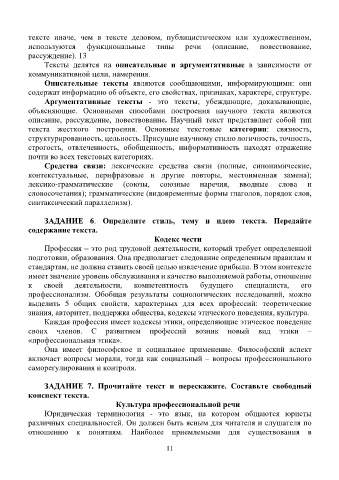 тексте иначе, чем в тексте деловом, публицистическом или художественном,
используются функциональные типы речи (описание, повествование,
рассуждение). 13
Тексты делятся на описательные и аргументативные в зависимости от
коммуникативной цели, намерения.
Описательные тексты являются сообщающими, информирующими: они
содержат информацию об объекте, его свойствах, признаках, характере, структуре.
Аргументативные тексты - это тексты, убеждающие, доказывающие,
объясняющие. Основными способами построения научного текста являются
описание, рассуждение, повествование. Научный текст представляет собой тип
текста жесткого построения. Основные текстовые категории: связность,
структурированность, цельность. Присущие научному стилю логичность, точность,
строгость, отвлеченность, обобщенность, информативность находят отражение
почти во всех текстовых категориях.
Средства связи: лексические средства связи (полные, синонимические,
контекстуальные, перифразовые и другие повторы, местоименная замена);
лексико-грамматические (союзы, союзные наречия, вводные слова и
словосочетания); грамматические (видовременные формы глаголов, порядок слов,
синтаксический параллелизм).
ЗАДАНИЕ 6. Определите стиль, тему и идею текста. Передайте
содержание текста.
Кодекс чести
Профессия – это род трудовой деятельности, который требует определенной
подготовки, образования. Она предполагает следование определенным правилам и
стандартам, не должна ставить своей целью извлечение прибыли. В этом контексте
имеет значение уровень обслуживания и качество выполняемой работы, отношение
к своей деятельности, компетентность будущего специалиста, его
профессионализм. Обобщая результаты социологических исследований, можно
выделить 5 общих свойств, характерных для всех профессий: теоретические
знания, авторитет, поддержка общества, кодексы этического поведения, культура.
Каждая профессия имеет кодексы этики, определяющие этическое поведение
своих членов. С развитием профессий возник новый вид этики –
«профессиональная этика».
Она имеет философское и социальное применение. Философский аспект
включает вопросы морали, тогда как социальный – вопросы профессионального
саморегулирования и контроля.
ЗАДАНИЕ 7. Прочитайте текст и перескажите. Составьте свободный
конспект текста.
Культура профессиональной речи
Юридическая терминология - это язык, на котором общаются юристы
различных специальностей. Он должен быть ясным для читателя и слушателя по
отношению к понятиям. Наиболее приемлемыми для существования в
11